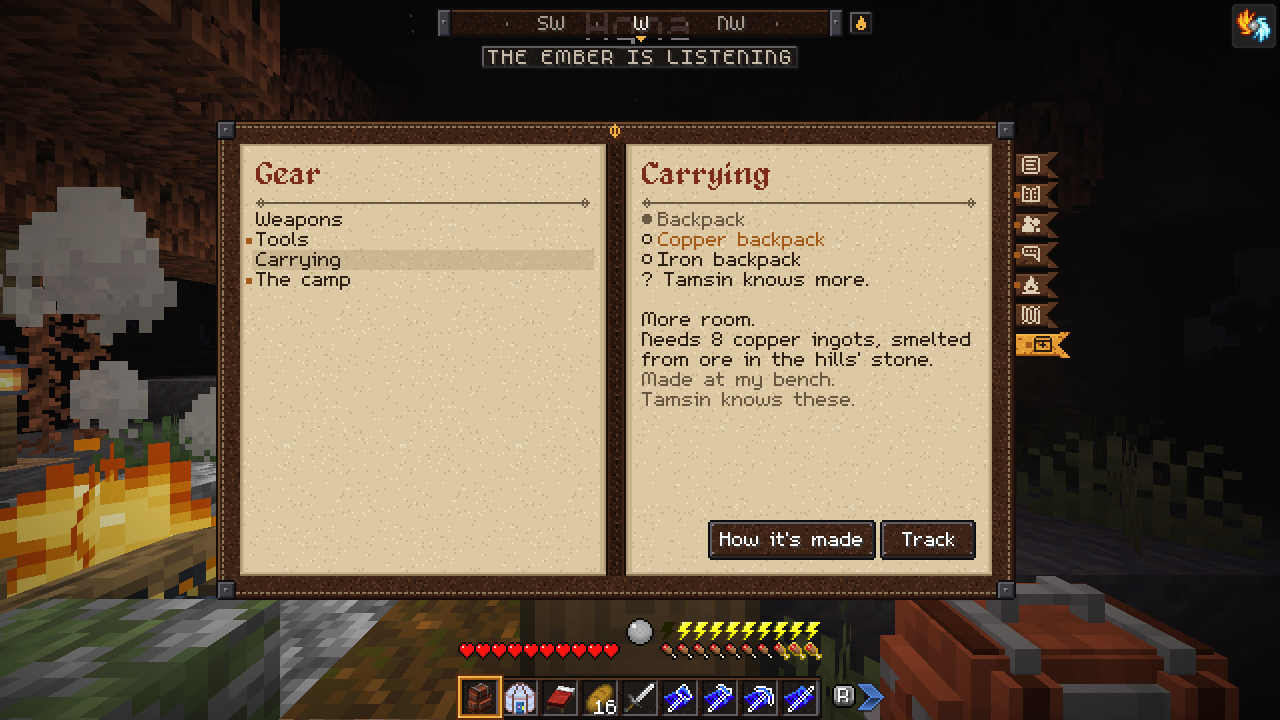 SW W NW
THE EMBER IS LISTENING
Gear
Weapons
Tools
Carrying
The camp
Carrying
Backpack
Copper backpack
Iron backpack
? Tamsin knows more.
More room.
Needs 8 copper ingots, smelted
from ore in the hills' stone.
Made at my bench.
Tamsin knows these.
How it's made
Track
16
R